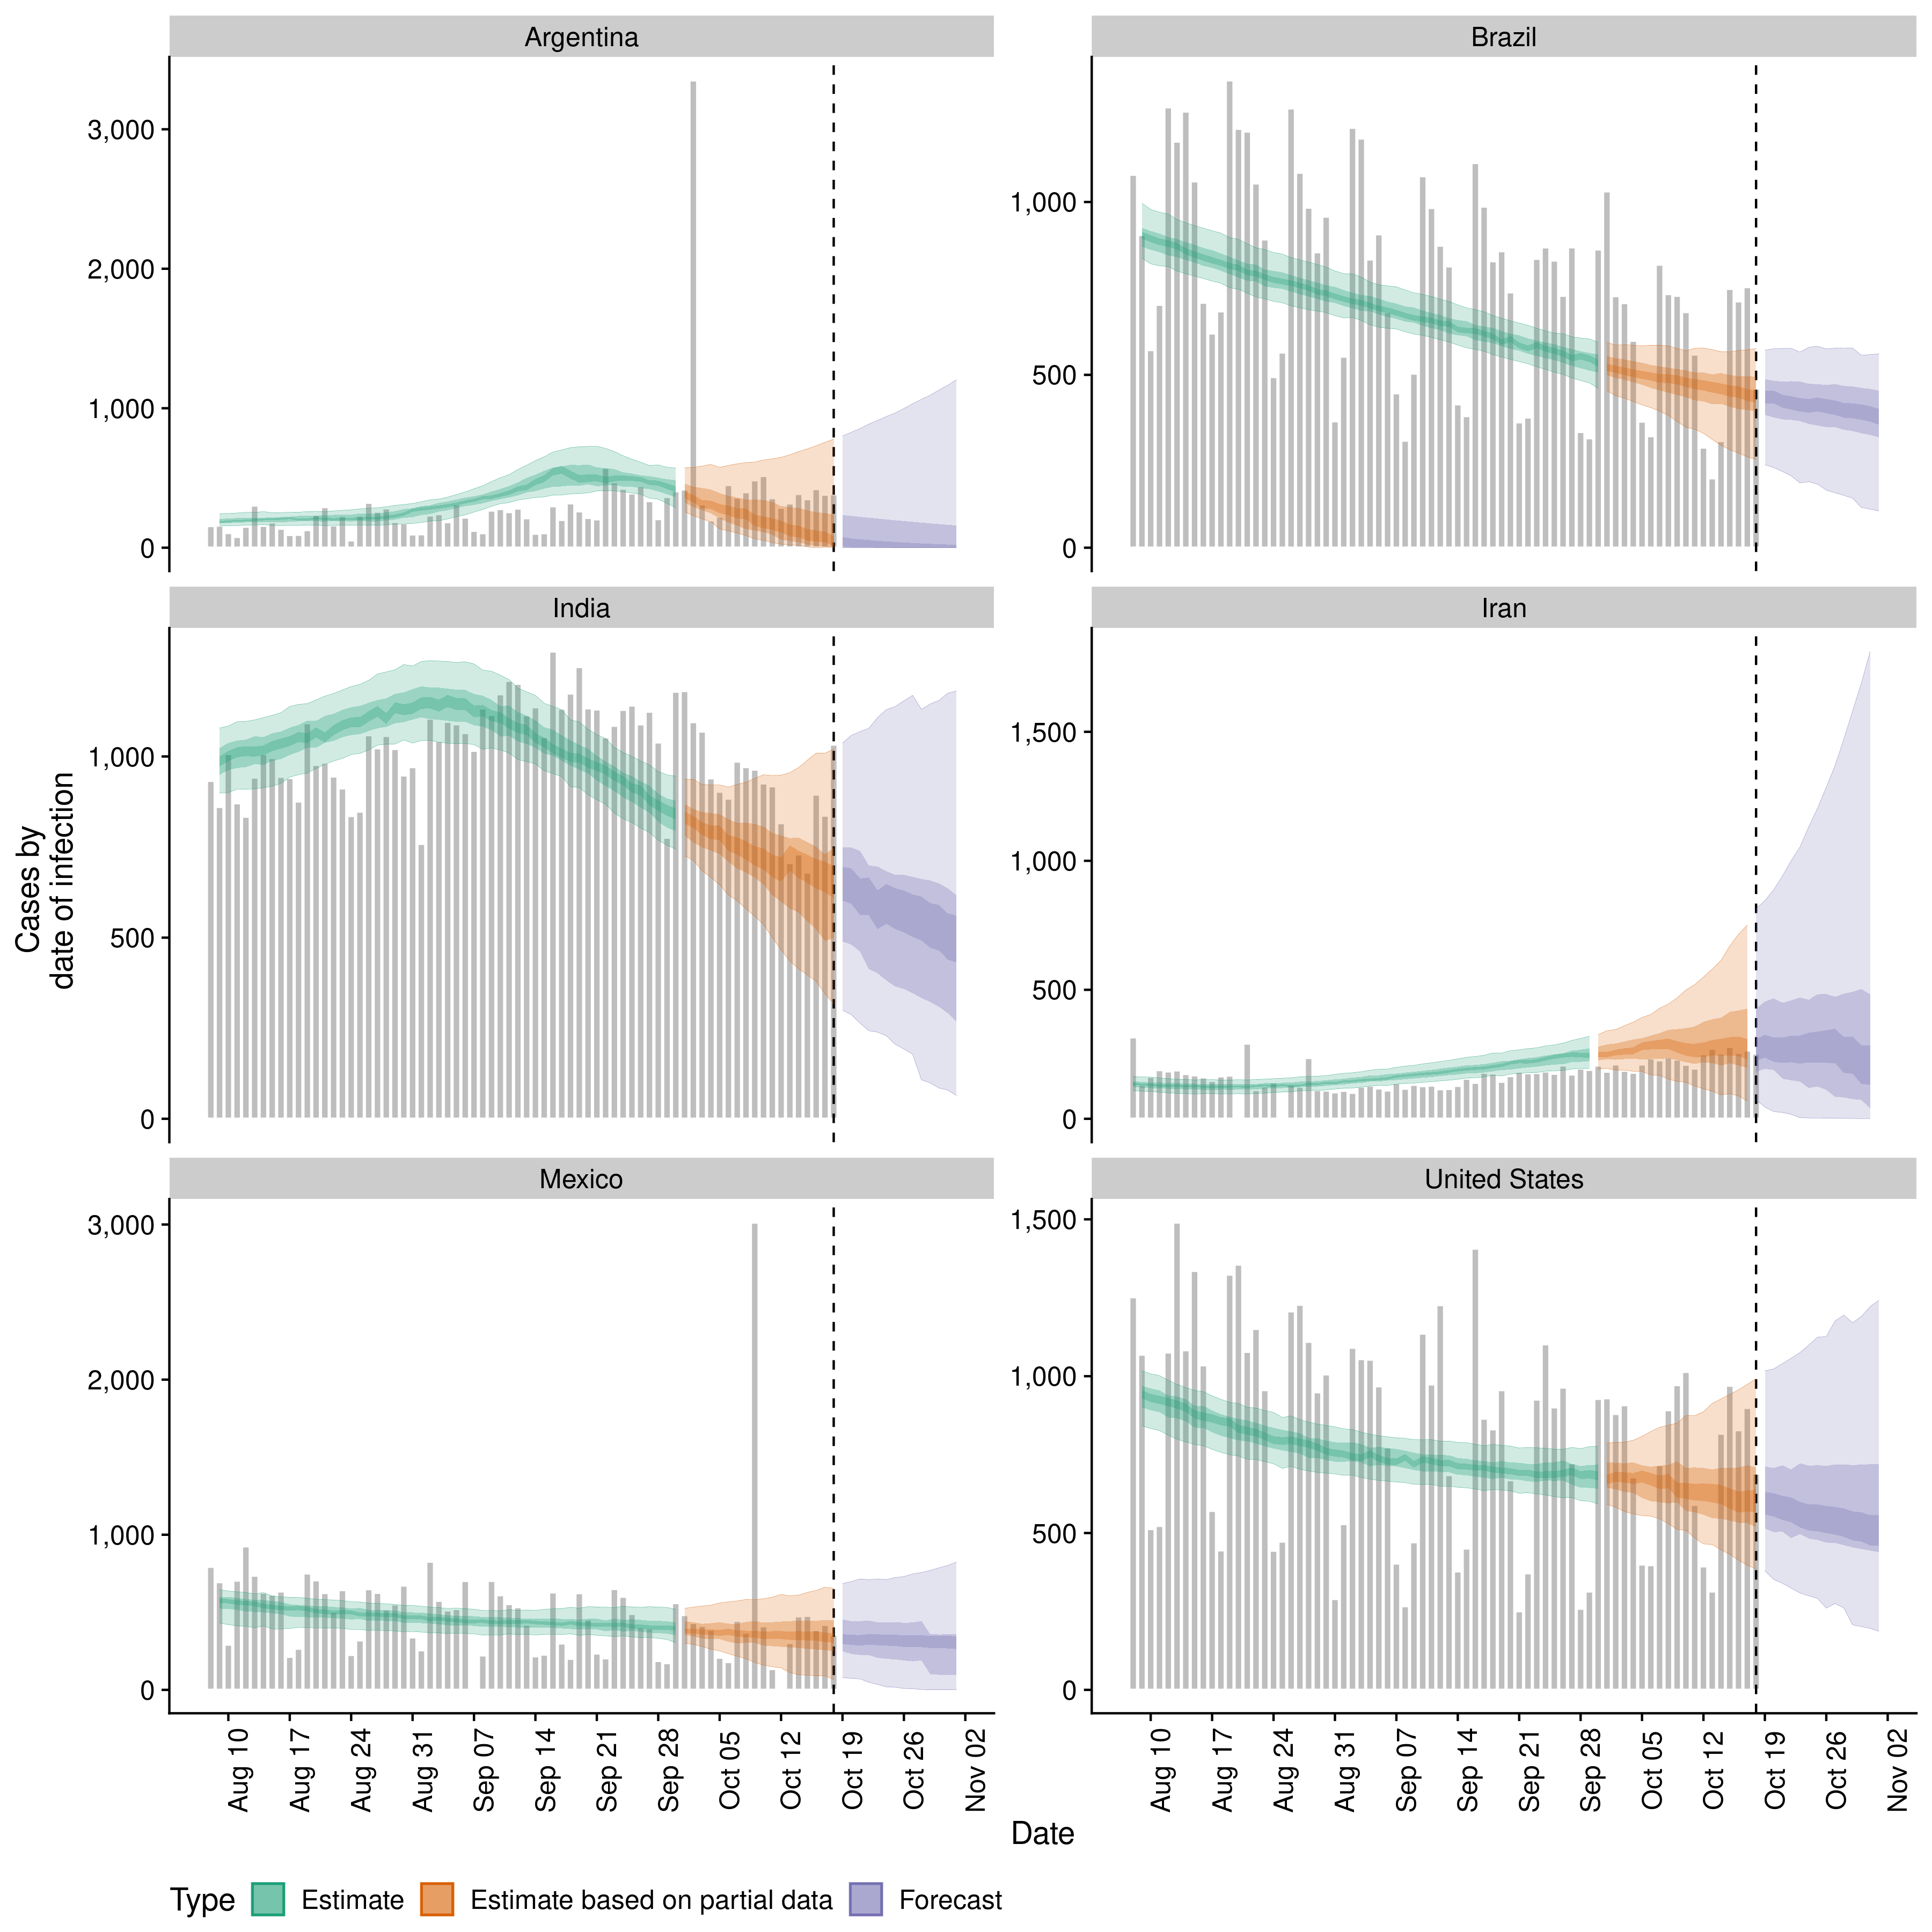 Argentina
Brazil
3,000
2,000
1,000
0
1,000
500
0
India
Iran
Cases by
date of infection
1,000
500
0
1,500
1,000
500
0
Mexico
United States
3,000
2,000
1,000
0
1,500
1,000
500
0
Aug 10
Aug 17
Aug 24
Aug 31
Sep 07
Sep 14
Sep 21
Sep 28
Oct 05
Oct 12
Oct 19
Oct 26
Nov 02
Aug 10
Aug 17
Aug 24
Aug 31
Sep 07
Sep 14
Sep 21
Sep 28
Oct 05
Oct 12
Oct 19
Oct 26
Nov 02
Date
Type Estimate Estimate based on partial data Forecast